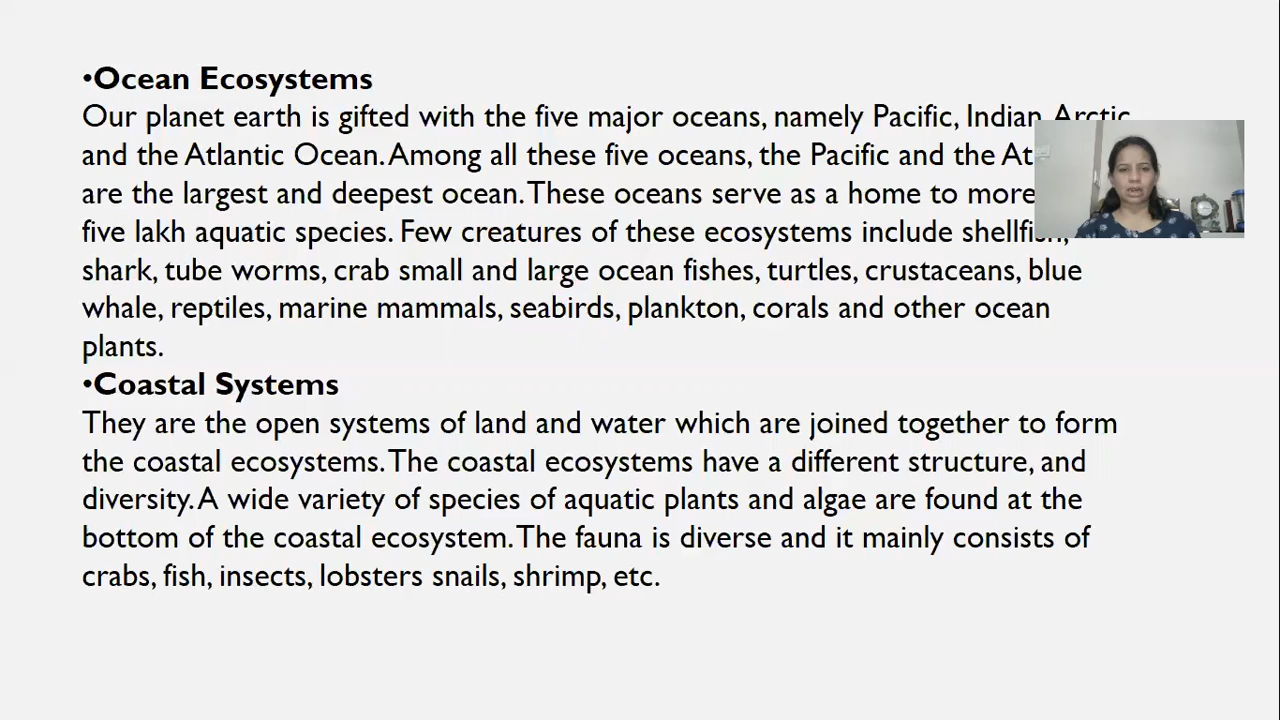 •Ocean Ecosystems
Our planet earth is gifted with the five major oceans, namely Pacific, Indian Arctic
and the Atlantic Ocean. Among all these five oceans, the Pacific and the At
are the largest and deepest ocean. These oceans serve as a home to more
five lakh aquatic species. Few creatures of these ecosystems include shellfish,
shark, tube worms, crab small and large ocean fishes, turtles, crustaceans, blue
whale, reptiles, marine mammals, seabirds, plankton, corals and other ocean
plants.
•Coastal Systems
They are the open systems of land and water which are joined together to form
the coastal ecosystems. The coastal ecosystems have a different structure, and
diversity. A wide variety of species of aquatic plants and algae are found at the
bottom of the coastal ecosystem. The fauna is diverse and it mainly consists of
crabs, fish, insects, lobsters snails, shrimp, etc.